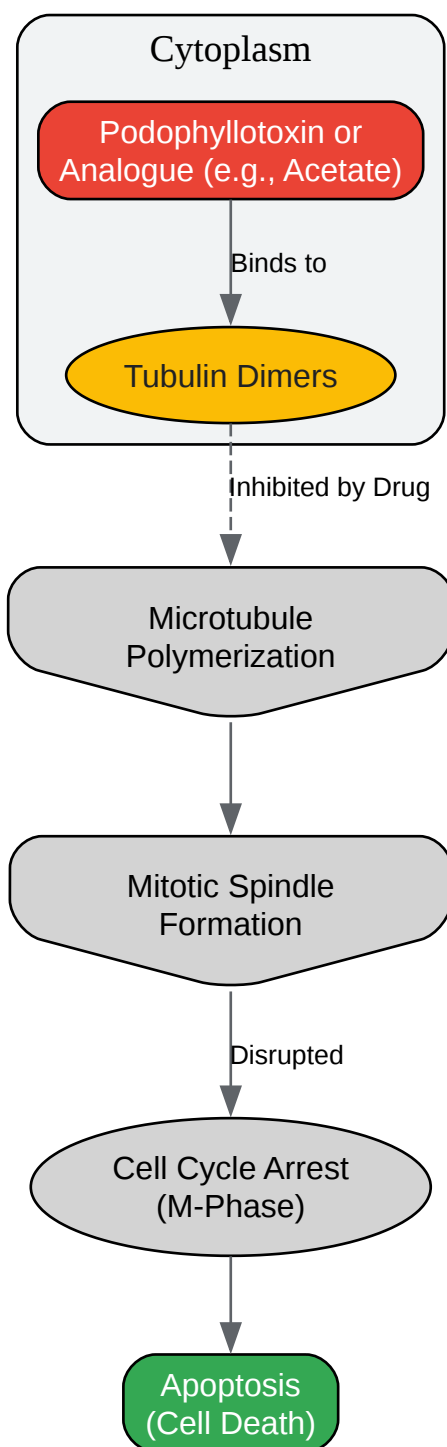 Cytoplasm
Podophyllotoxin or
Analogue (e.g., Acetate)
Binds to
Tubulin Dimers
Inhibited by Drug
Microtubule
Polymerization
Mitotic Spindle
Formation
Disrupted
Cell Cycle Arrest
(M-Phase)
Apoptosis
(Cell Death)